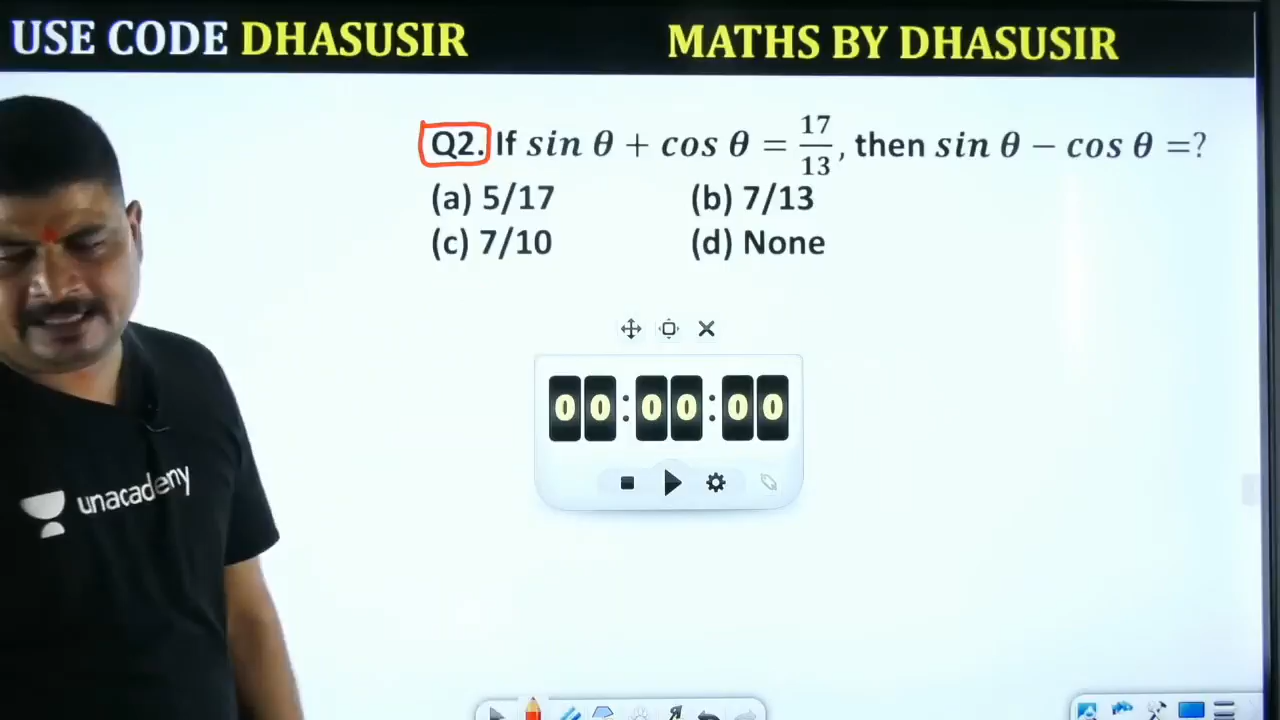 USE CODE DHASUSIR
MATHS BY DHASUSIR
Q2. If sin θ + cos θ = 17/13, then sin θ − cos θ =?
(a) 5/17 (b) 7/13
(c) 7/10 (d) None
00:00:00
unacademy